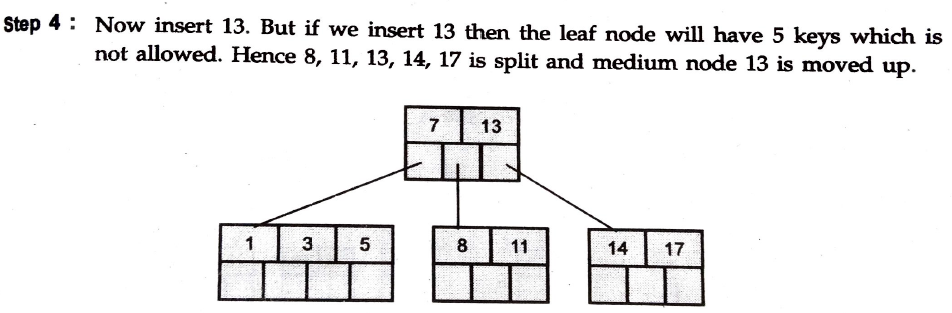 Step 4 : Now insert 13. But if we insert 13 then the leaf node will have 5 keys which is
not allowed. Hence 8, 11, 13, 14, 17 is split and medium node 13 is moved up.
7 13
1 3 5 8 11 14 17